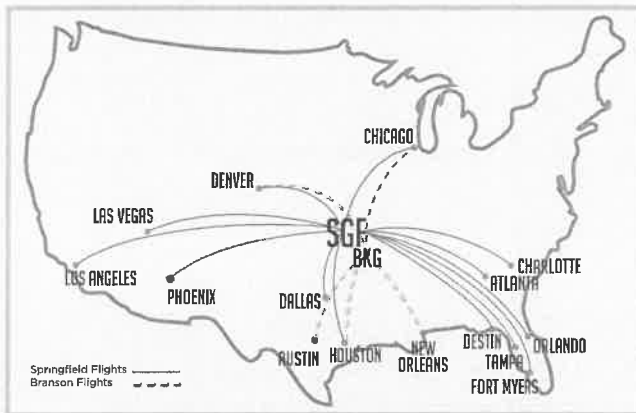 CHICAGO
DENVER
LAS VEGAS
SGF
BKG
LOS ANGELES
PHOENIX
CHARLOTTE
ATLANTA
DALLAS
AUSTIN
HOUSTON
NEW
ORLEANS
DESTIN
TAMPA
ORLANDO
FORT MYERS
Springfield Flights
Branson Flights